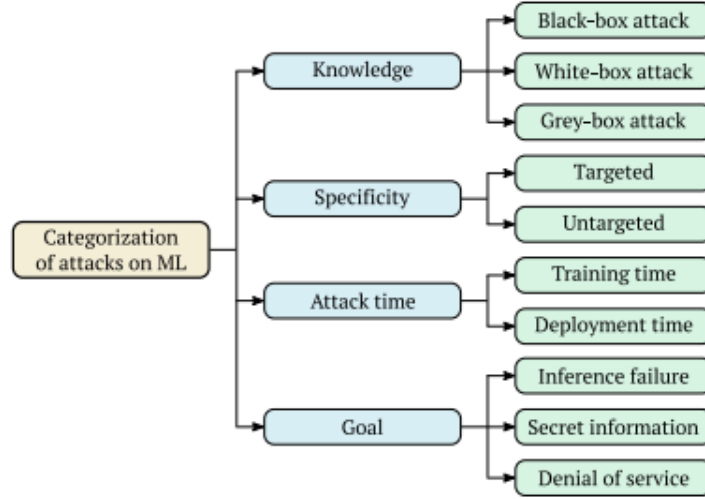 Categorization
of attacks on ML
Knowledge
Black-box attack
White-box attack
Grey-box attack
Specificity
Targeted
Untargeted
Attack time
Training time
Deployment time
Goal
Inference failure
Secret information
Denial of service